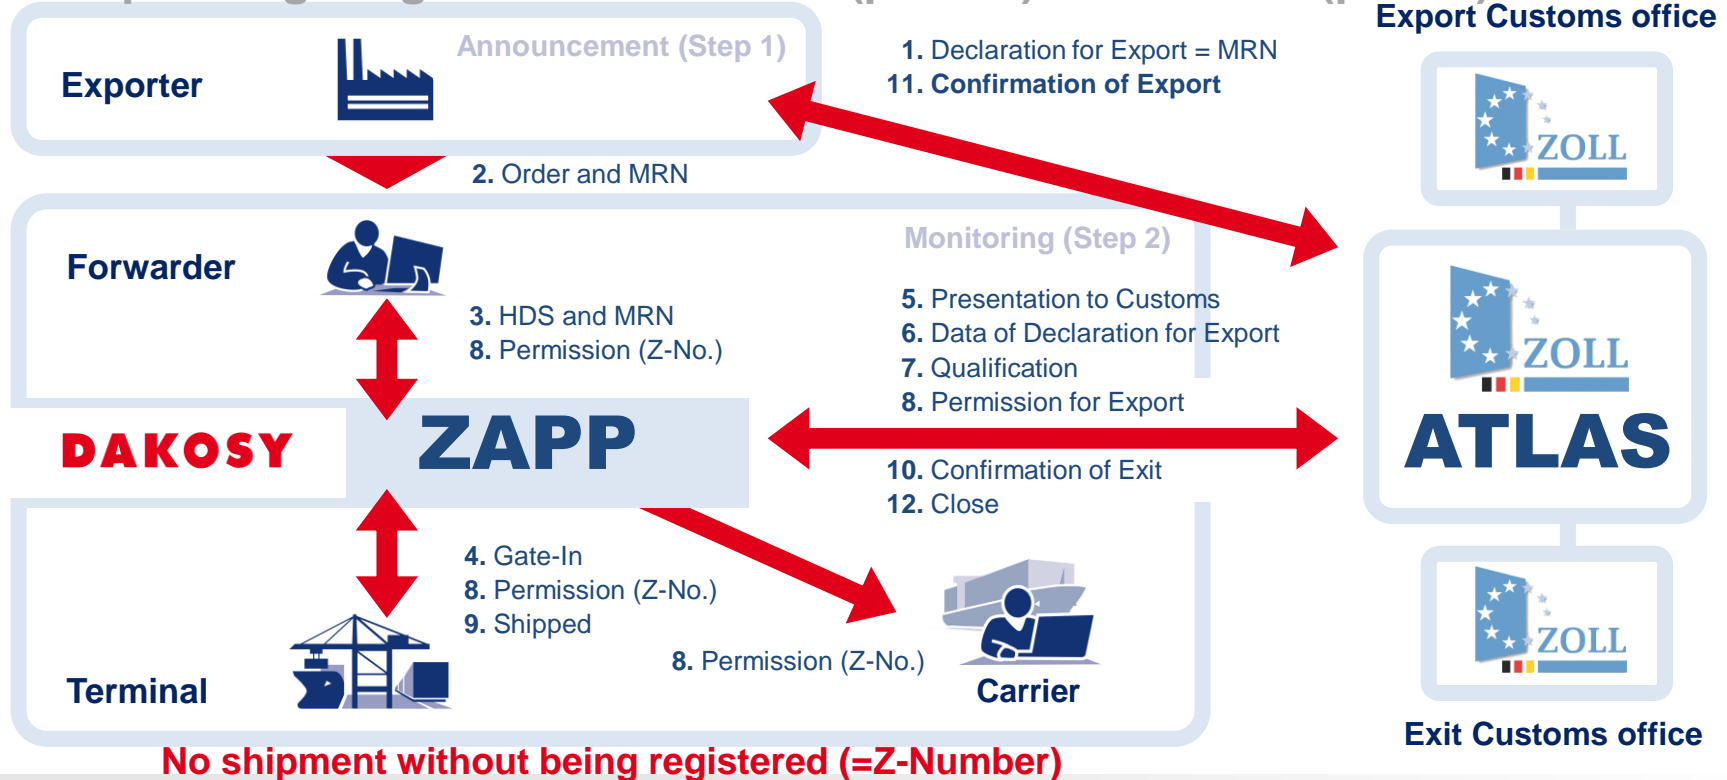 Export Customs office
Announcement (Step 1)
Exporter
1. Declaration for Export = MRN
11. Confirmation of Export
ZOLL
2. Order and MRN
Forwarder
Monitoring (Step 2)
3. HDS and MRN
8. Permission (Z-No.)
5. Presentation to Customs
6. Data of Declaration for Export
7. Qualification
8. Permission for Export
ZOLL
ATLAS
DAKOSY
ZAPP
10. Confirmation of Exit
12. Close
4. Gate-In
8. Permission (Z-No.)
9. Shipped
8. Permission (Z-No.)
Terminal
Carrier
ZOLL
Exit Customs office
No shipment without being registered (=Z-Number)